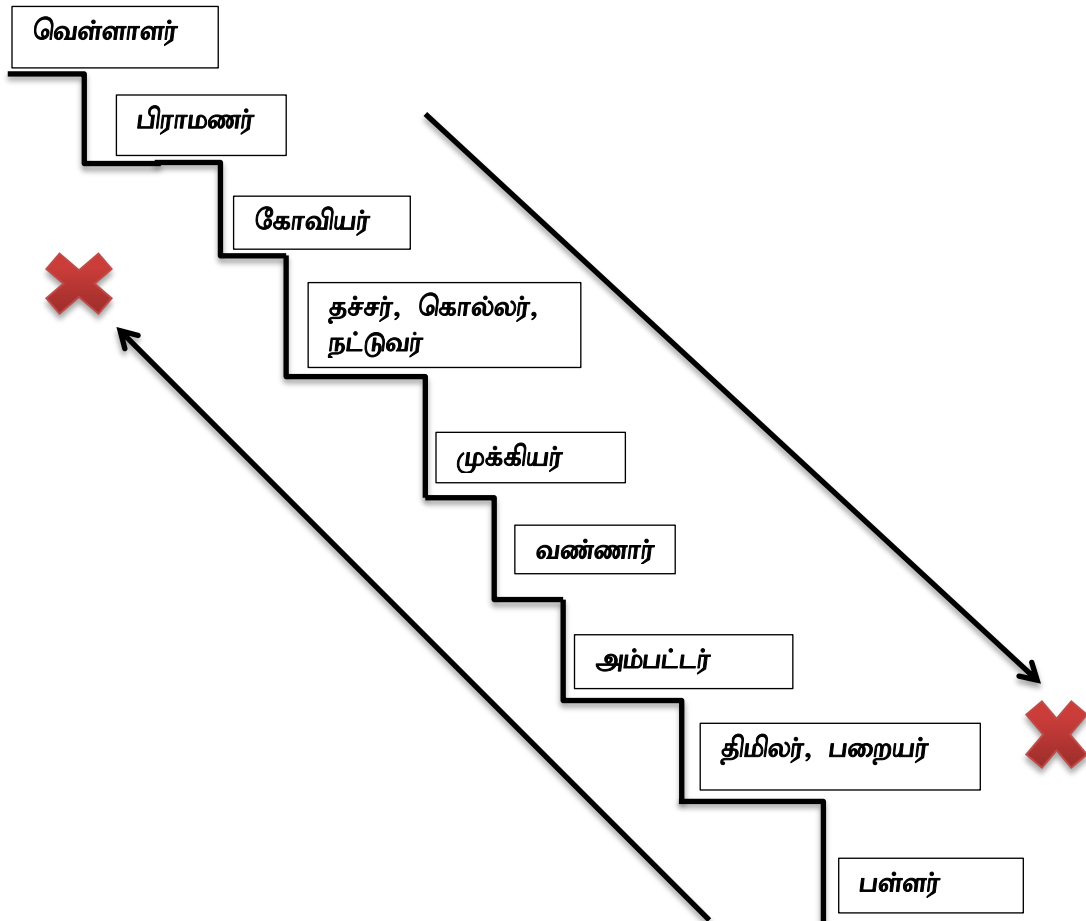 வெள்ளாளர்
பிராமணர்
கோவியர்
தச்சர், கொல்லர்,
நட்டுவர்
முக்கியர்
வண்ணார்
அம்பட்டர்
திமிலர், பறையர்
பள்ளர்